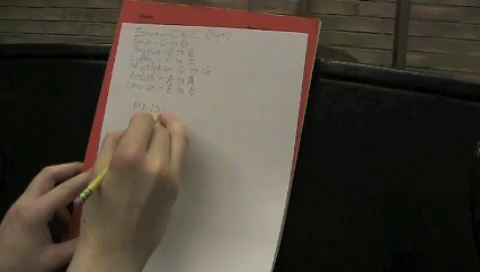 Ionian - C to C (Major)
Dorian - D to D
Phrygian - E to E
Lydian - F to F
Mixolydian G to G
Aeolian - A to A
Locrian - B to B
MAJO